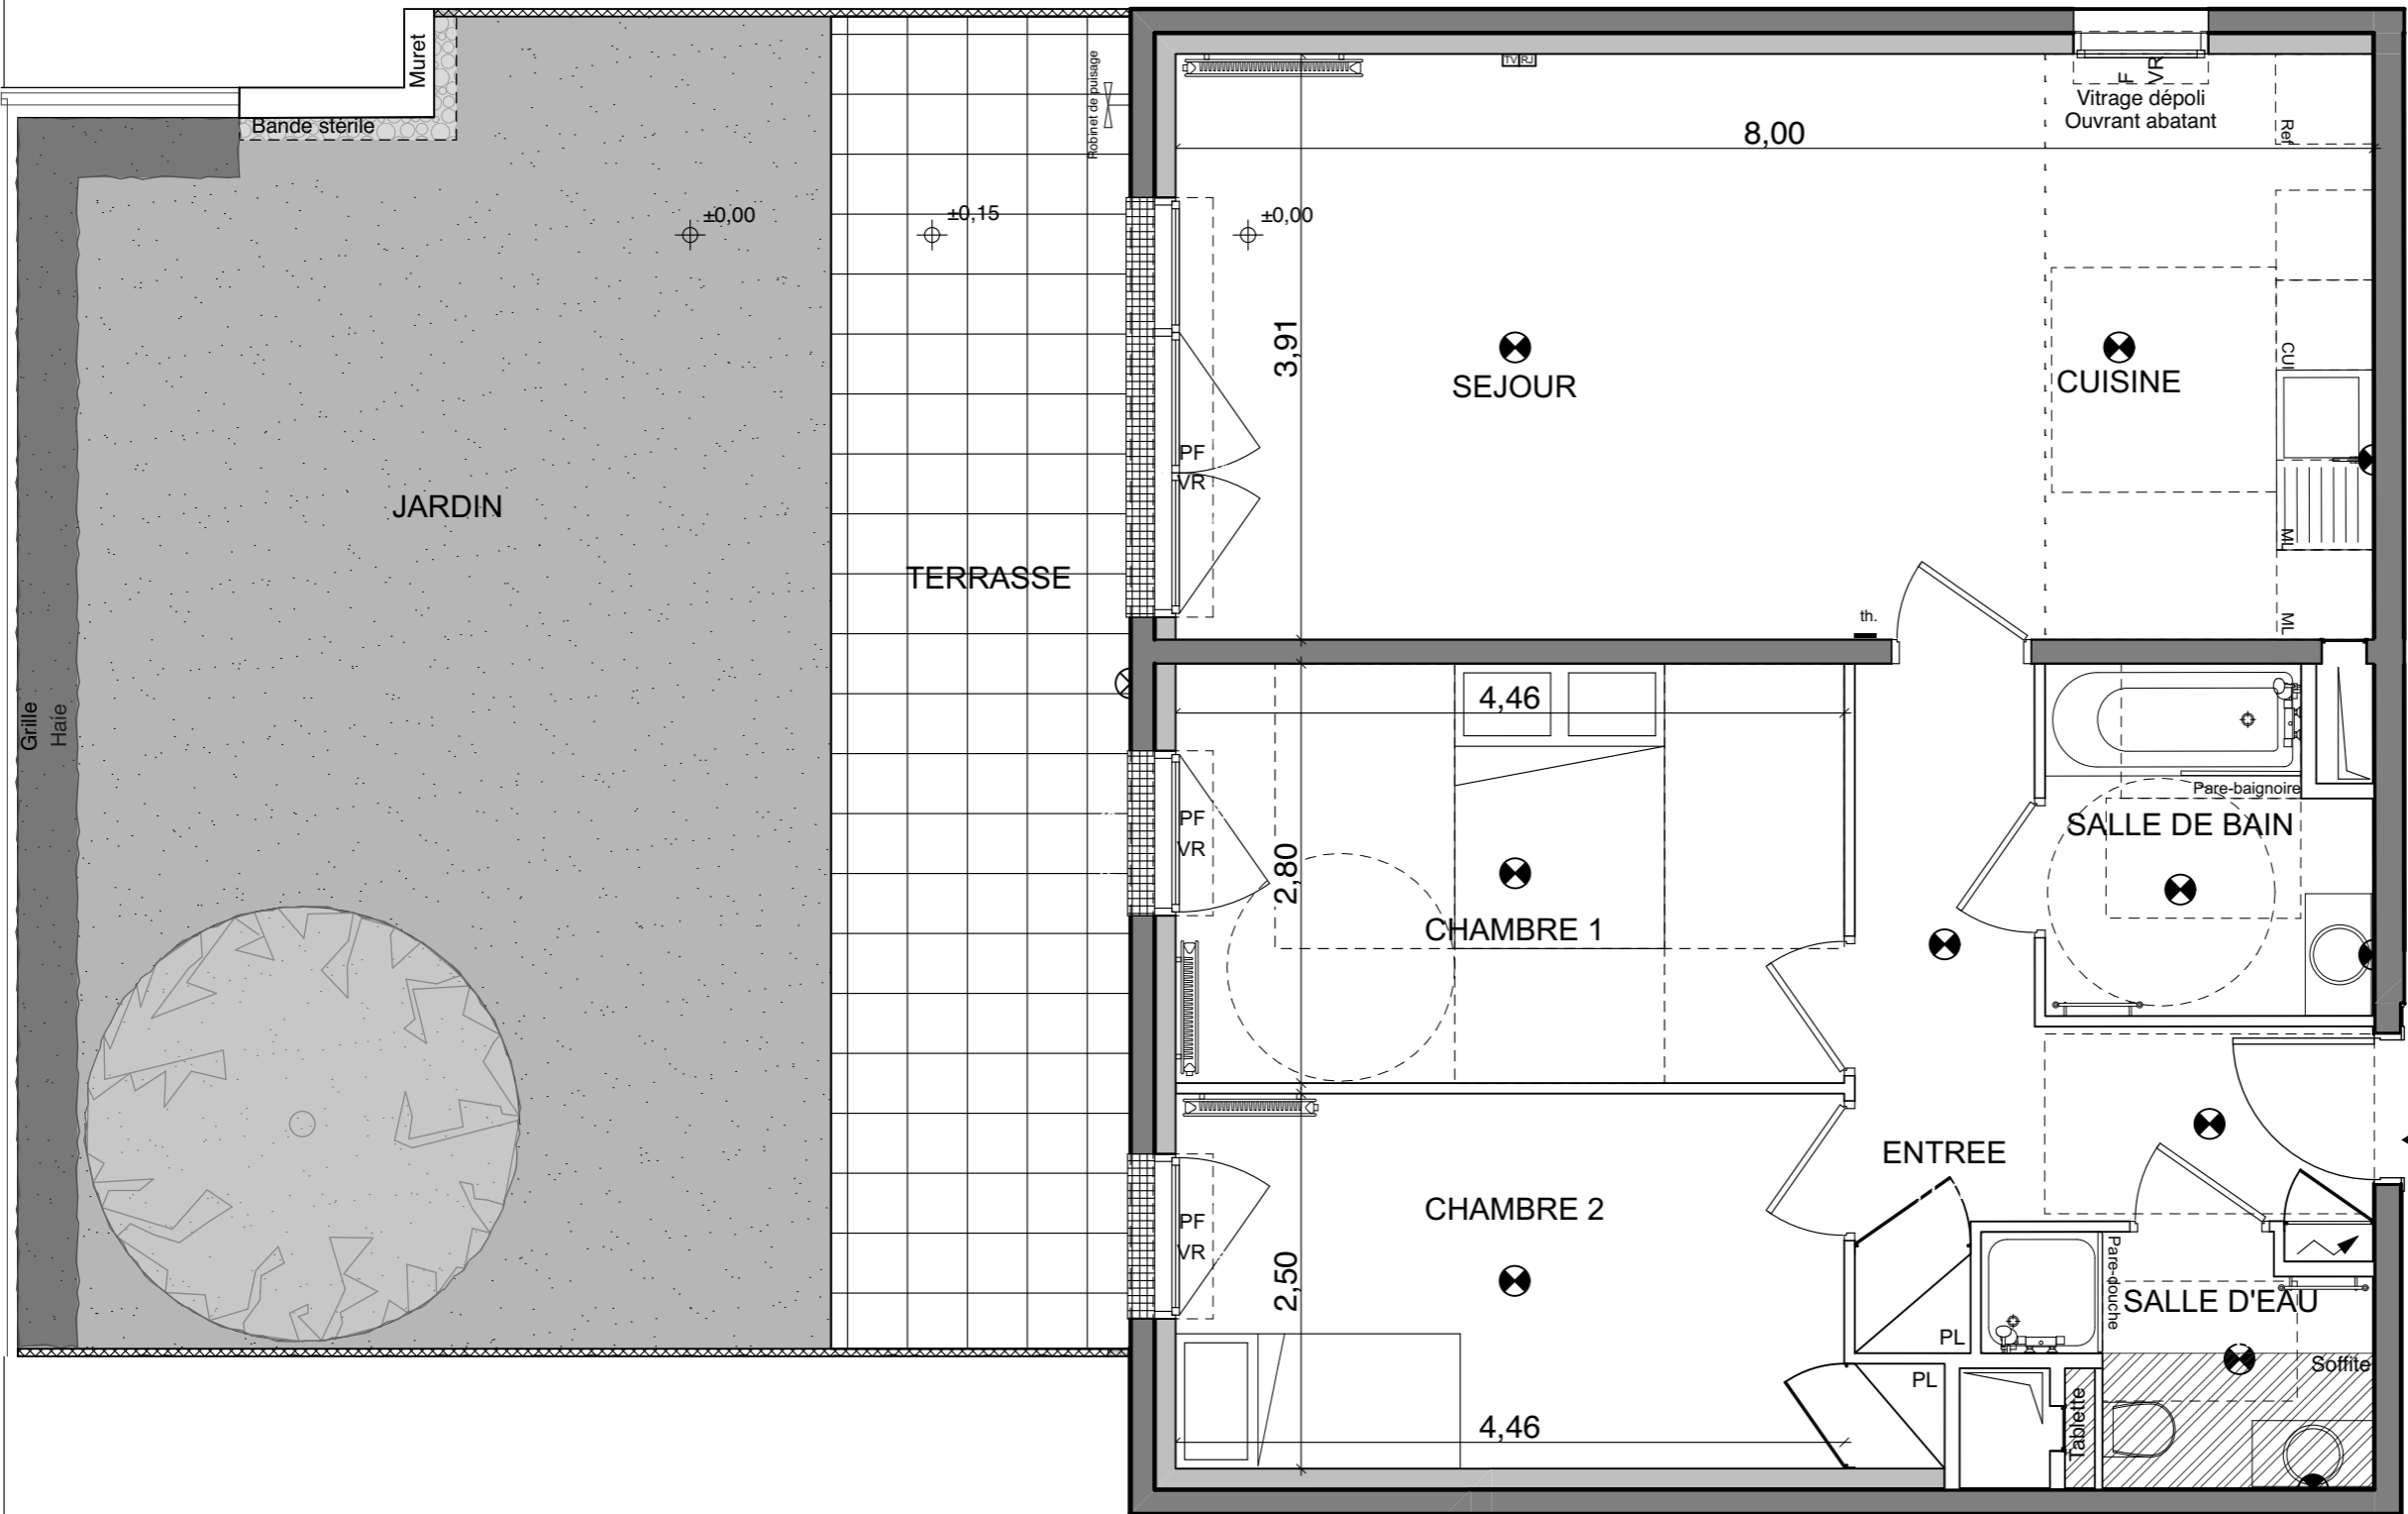 Muret
Bande stérile
Robinet de puisage
TV RJ
F
VR
Vitrage dépoli
Ouvrant abatant
Ref
8,00
±0,00
±0,15
±0,00
3,91
SEJOUR
CUISINE
CUI
PF
VR
JARDIN
TERRASSE
ML
ML
th.
Grille
Haie
4,46
Pare-baignoire
SALLE DE BAIN
PF
VR
2,80
CHAMBRE 1
ENTREE
CHAMBRE 2
PF
VR
2,50
Pare-douche
SALLE D'EAU
PL
Soffite
PL
Tablette
4,46